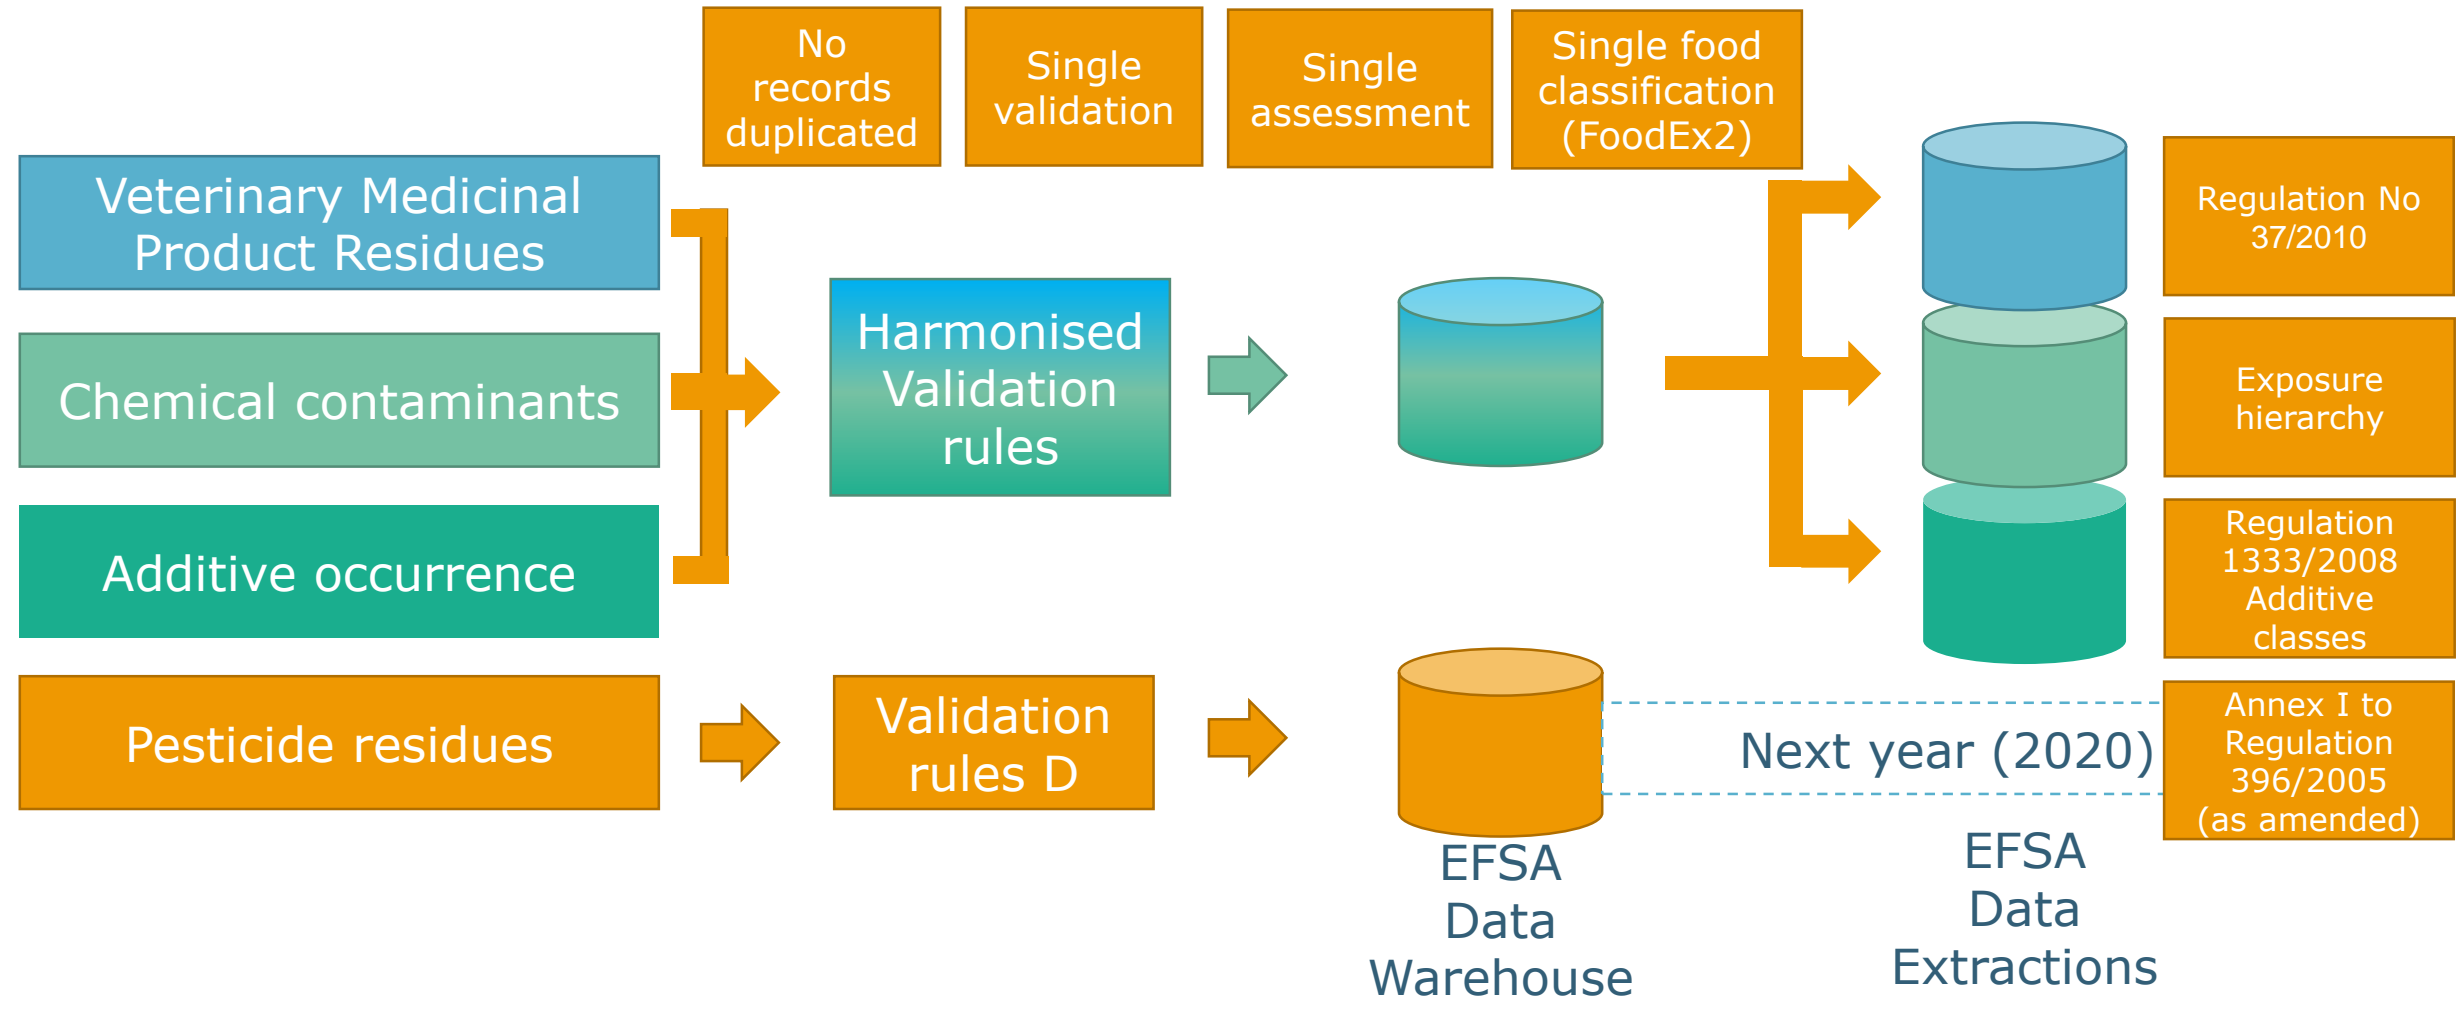 No
records
duplicated
Single
validation
Single
assessment
Single food
classification
(FoodEx2)
Veterinary Medicinal
Product Residues
Chemical contaminants
Additive occurrence
Pesticide residues
Harmonised
Validation
rules
Validation
rules D
EFSA
Data
Warehouse
Next year (2020)
EFSA
Data
Extractions
Regulation No
37/2010
Exposure
hierarchy
Regulation
1333/2008
Additive
classes
Annex I to
Regulation
396/2005
(as amended)